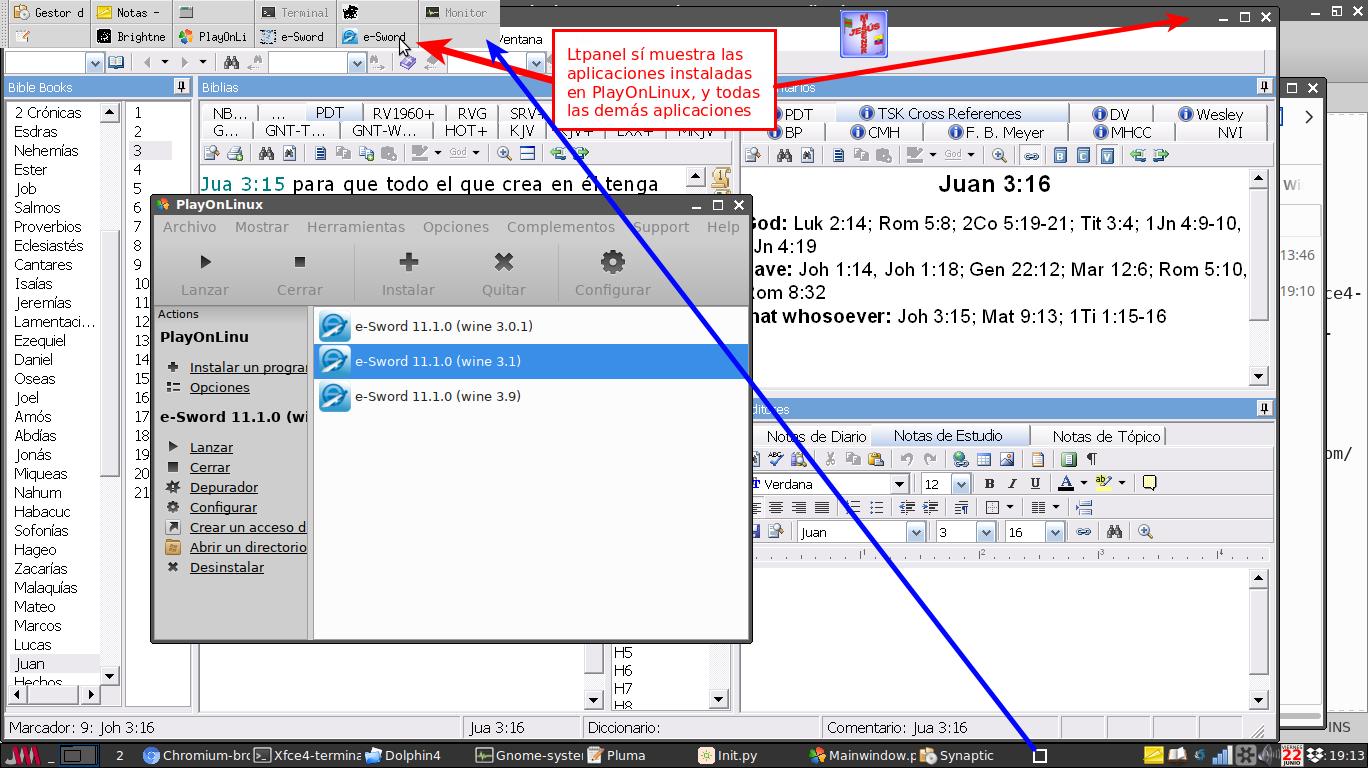 Gestor d
Notas -
Terminal
Monitor
Brightne
PlayOnLi
e-Sword
e-Sword
Ventana
Ltpanel sí muestra las
aplicaciones instaladas
en PlayOnLinux, y todas
las demás aplicaciones
Bible Books
2 Crónicas
Esdras
Nehemías
Ester
Job
Salmos
Proverbios
Eclesiastés
Cantares
Isaías
Jeremías
Lamentaci...
Ezequiel
Daniel
Oseas
Joel
Amós
Abdías
Jonás
Miqueas
Nahum
Habacuc
Sofonías
Hageo
Zacarías
Malaquías
Mateo
Marcos
Lucas
Juan
Hechos
1
2
3
4
5
6
7
8
9
10
11
12
13
14
15
16
17
18
19
20
21
Biblias
NB...
...
PDT
RV1960+
RVG
SRV-
G...
GNT-T...
GNT-W...
HOT+
KJV
KJV+
LXX+
MKJV
God
Jua 3:15 para que todo el que crea en él tenga
PlayOnLinux
Archivo Mostrar Herramientas Opciones Complementos Support Help
Lanzar
Cerrar
Instalar
Quitar
Configurar
Actions
PlayOnLinu
Instalar un progra
Opciones
e-Sword 11.1.0 (wi
Lanzar
Cerrar
Depurador
Configurar
Crear un acceso d
Abrir un directorio
Desinstalar
e-Sword 11.1.0 (wine 3.0.1)
e-Sword 11.1.0 (wine 3.1)
e-Sword 11.1.0 (wine 3.9)
H5
H6
H7
H8
ntarios
PDT
TSK Cross References
DV
Wesley
BP
CMH
F. B. Meyer
MHCC
NVI
God
Juan 3:16
God: Luk 2:14; Rom 5:8; 2Co 5:19-21; Tit 3:4; 1Jn 4:9-10,
Jn 4:19
ave: Joh 1:14, Joh 1:18; Gen 22:12; Mar 12:6; Rom 5:10,
Rom 8:32
hat whosoever: Joh 3:15; Mat 9:13; 1Ti 1:15-16
ditores
Notas de Diario
Notas de Estudio
Notas de Tópico
Verdana
12
B I U
Juan
3
16
1
2
3
4
Wi
13:46
19:10
ce4-
om/
INS
Marcador: 9: Joh 3:16
Jua 3:16
Diccionario:
Comentario: Jua 3:16
2
Chromium-bro
Xfce4-termina
Dolphin4
Gnome-system
Pluma
Init.py
Mainwindow.p
Synaptic
VIERNES
22
JUNIO
19:13